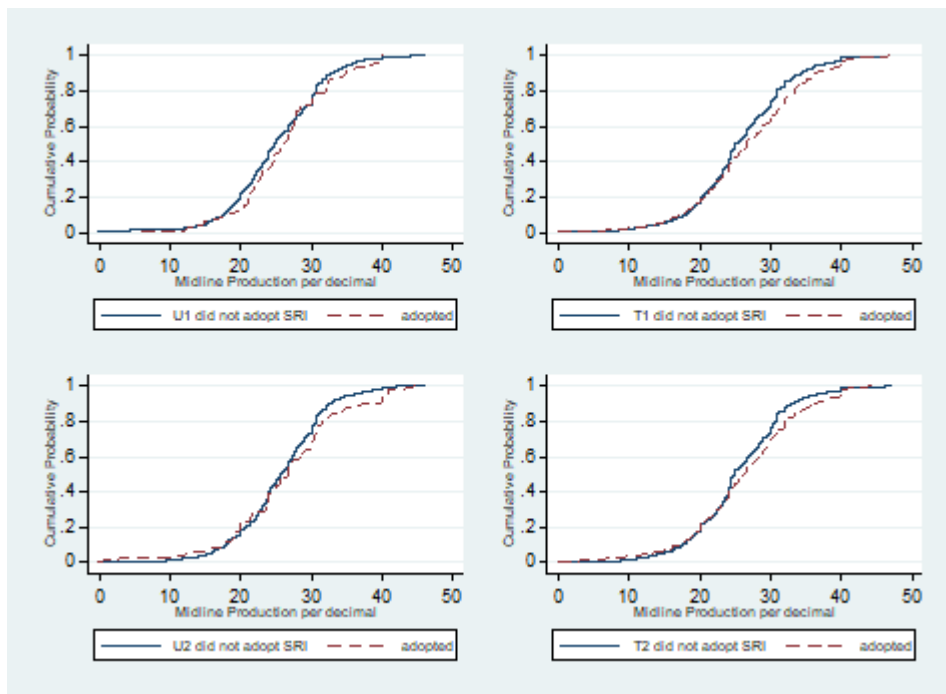 Cumulative Probability
1
.8
.6
.4
.2
0
0 10 20 30 40 50
Midline Production per decimal
U1 did not adopt SRI adopted
Cumulative Probability
1
.8
.6
.4
.2
0
0 10 20 30 40 50
Midline Production per decimal
T1 did not adopt SRI adopted
Cumulative Probability
1
.8
.6
.4
.2
0
0 10 20 30 40 50
Midline Production per decimal
U2 did not adopt SRI adopted
Cumulative Probability
1
.8
.6
.4
.2
0
0 10 20 30 40 50
Midline Production per decimal
T2 did not adopt SRI adopted